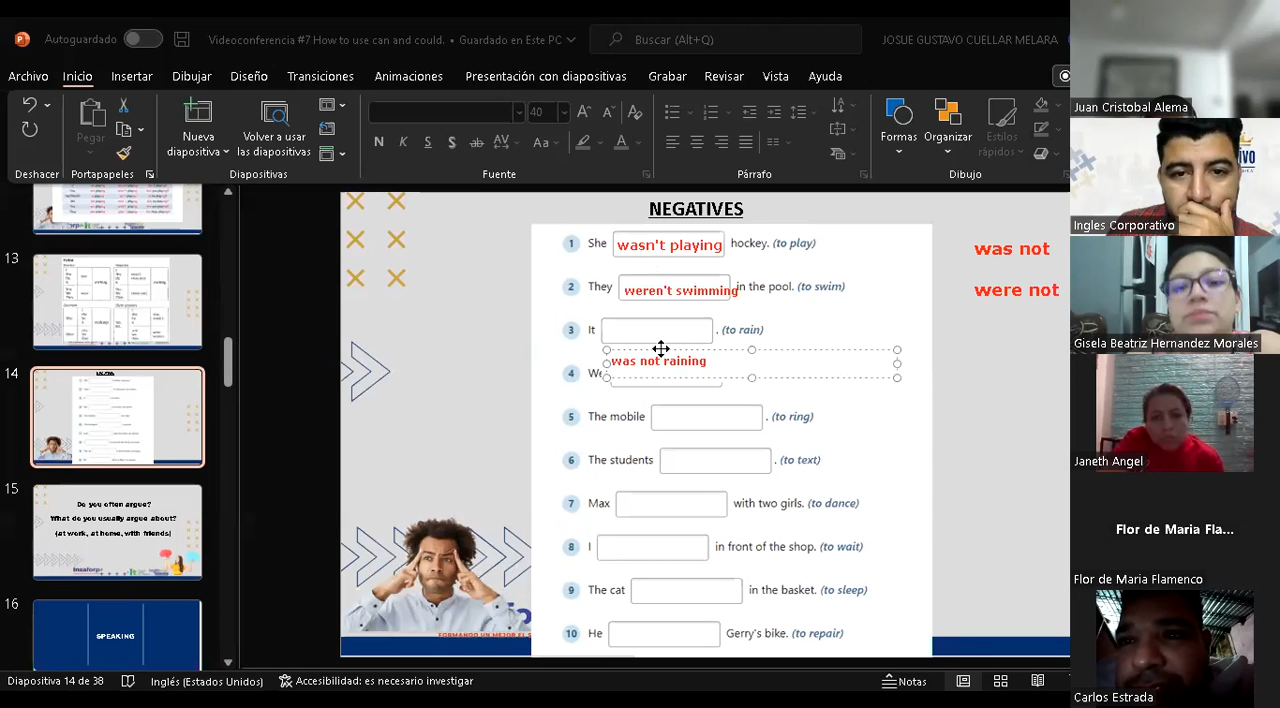 Autoguardado
Videoconferencia #7 How to use can and could. • Guardado en Este PC
Buscar (Alt+Q)
JOSUE GUSTAVO CUELLAR MELARA
Archivo Inicio Insertar Dibujar Diseño Transiciones Animaciones Presentación con diapositivas Grabar Revisar Vista Ayuda
Pegar
Nueva
diapositiva
Volver a usar
las diapositivas
40
N K S S ab AV Aa A
Formas
Organizar
Estilos
rápidos
Deshacer Portapapeles Diapositivas Fuente Párrafo Dibujo
13
14
15
Do you often argue?
What do you usually argue about?
(at work, at home, with friends)
insaforp
16
SPEAKING
NEGATIVES
1 She wasn't playing hockey. (to play)
was not
2 They weren't swimming in the pool. (to swim)
were not
3 It . (to rain)
was not raining
4 We
5 The mobile . (to ring)
6 The students . (to text)
7 Max with two girls. (to dance)
8 I in front of the shop. (to wait)
9 The cat in the basket. (to sleep)
10 He Gerry's bike. (to repair)
FORMANDO UN MEJOR EL S
Diapositiva 14 de 38
Inglés (Estados Unidos)
Accesibilidad: es necesario investigar
Notas
Juan Cristobal Alema
Ingles Corporativo
Gisela Beatriz Hernandez Morales
Janeth Angel
Flor de Maria Fla...
Flor de Maria Flamenco
Carlos Estrada